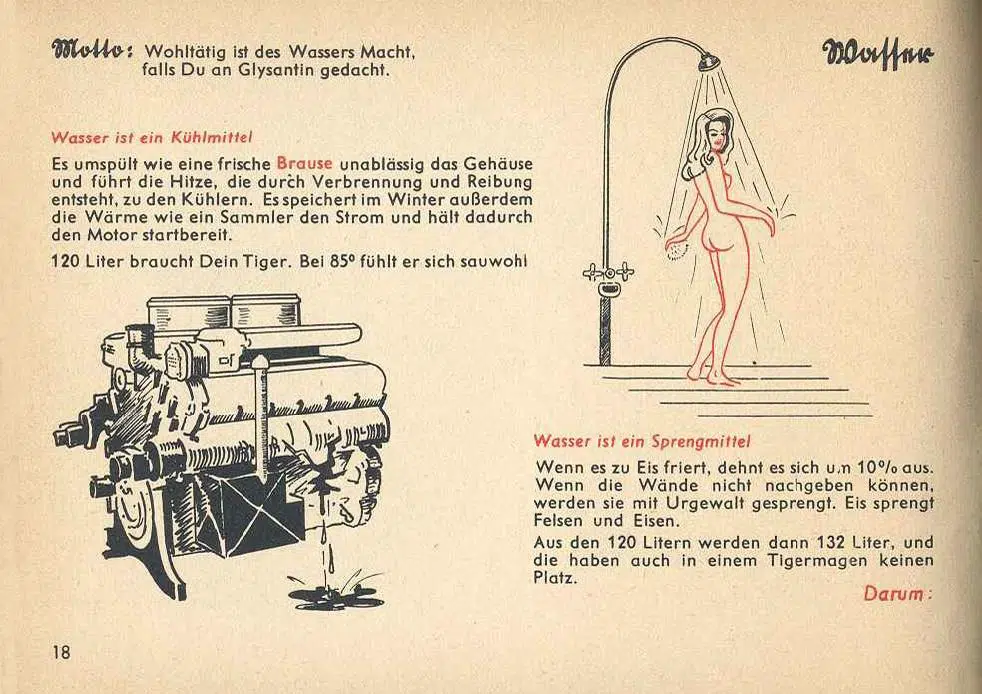 Motto: Wohltätig ist des Wassers Macht,
falls Du an Glysantin gedacht.
Wasser
Wasser ist ein Kühlmittel
Es umspült wie eine frische Brause unablässig das Gehäuse
und führt die Hitze, die durch Verbrennung und Reibung
entsteht, zu den Kühlern. Es speichert im Winter außerdem
die Wärme wie ein Sammler den Strom und hält dadurch
den Motor startbereit.
120 Liter braucht Dein Tiger. Bei 85° fühlt er sich sauwohl
Wasser ist ein Sprengmittel
Wenn es zu Eis friert, dehnt es sich um 10% aus.
Wenn die Wände nicht nachgeben können,
werden sie mit Urgewalt gesprengt. Eis sprengt
Felsen und Eisen.
Aus den 120 Litern werden dann 132 Liter, und
die haben auch in einem Tigermagen keinen
Platz.
Darum:
18